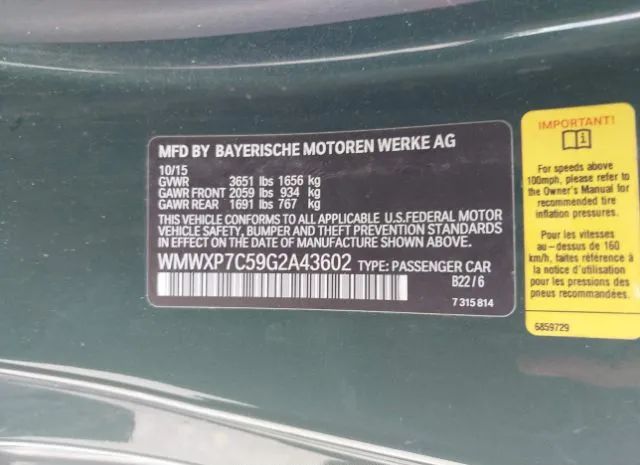 MFD BY BAYERISCHE MOTOREN WERKE AG
10/15
GVWR 3651 lbs 1656 kg
GAWR FRONT 2059 lbs 934 kg
GAWR REAR 1691 lbs 767 kg
THIS VEHICLE CONFORMS TO ALL APPLICABLE U.S.FEDERAL MOTOR
VEHICLE SAFETY, BUMPER AND THEFT PREVENTION STANDARDS
IN EFFECT ON THE DATE OF MANUFACTURE SHOWN ABOVE.
WMWXP7C59G2A43602 TYPE: PASSENGER CAR
B22/6
7 315 814
IMPORTANT!
For speeds above
100mph, please refer to
the Owner's Manual for
recommended tire
inflation pressures.
Pour les vitesses
au-dessus de 160
km/h, faites référence à
la notice d'utilisation
pour les pressions des
pneus recommandées.
6859729